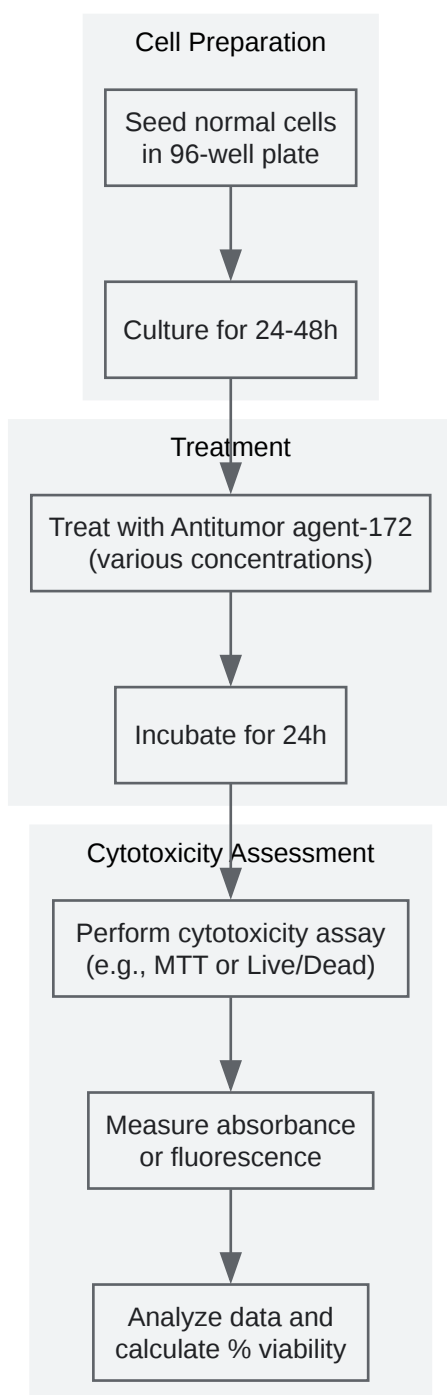 Cell Preparation
Seed normal cells
in 96-well plate
Culture for 24-48h
Treatment
Treat with Antitumor agent-172
(various concentrations)
Incubate for 24h
Cytotoxicity Assessment
Perform cytotoxicity assay
(e.g., MTT or Live/Dead)
Measure absorbance
or fluorescence
Analyze data and
calculate % viability